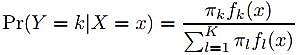 Pr(Y = k|X = x) = \frac{\pi_k f_k(x)}{\sum_{l=1}^{K} \pi_l f_l(x)}